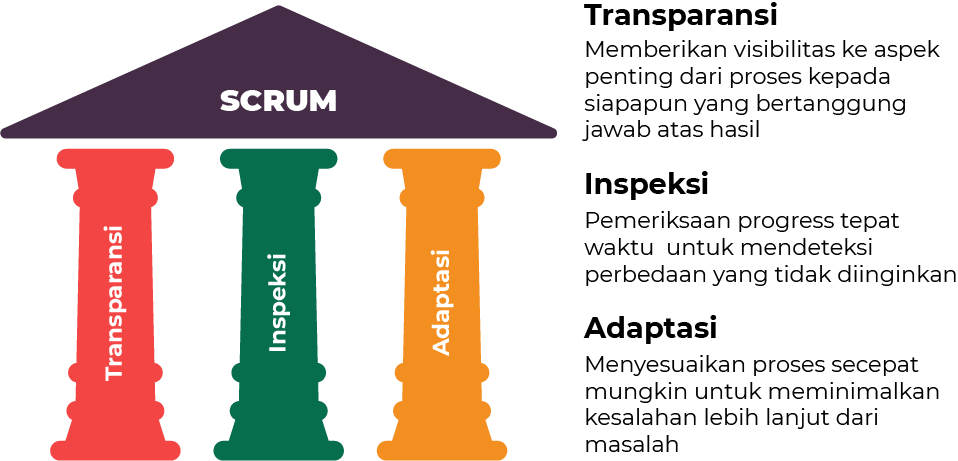 SCRUM
Transparansi
Inspeksi
Adaptasi
Transparansi
Memberikan visibilitas ke aspek
penting dari proses kepada
siapapun yang bertanggung
jawab atas hasil
Inspeksi
Pemeriksaan progress tepat
waktu  untuk mendeteksi
perbedaan yang tidak diinginkan
Adaptasi
Menyesuaikan proses secepat
mungkin untuk meminimalkan
kesalahan lebih lanjut dari
masalah